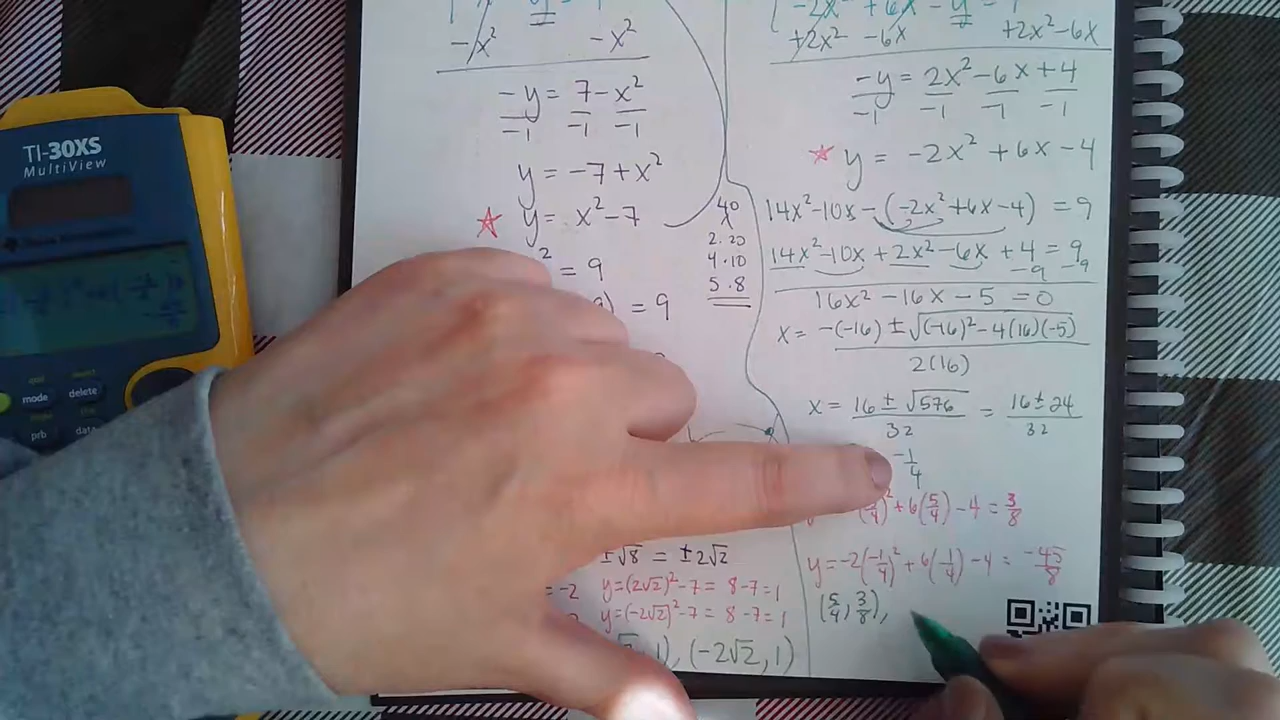 TI-30XS
MultiView
mode
delete
prb
data
-x² -x²
-y = 7 - x²
-1 -1 -1
y = -7 + x²
☆ y = x² - 7
² = 9
) = 9
±√8 = ±2√2
= -2 y = (2√2)² - 7 = 8 - 7 = 1
y = (-2√2)² - 7 = 8 - 7 = 1
, 1), (-2√2, 1)
40
2·20
4·10
5·8
-2x² + 6x - y =
+2x² - 6x +2x² - 6x
-y = 2x² - 6x + 4
-1 -1 -1 -1
☆ y = -2x² + 6x - 4
14x² - 10x - (-2x² + 6x - 4) = 9
14x² - 10x + 2x² - 6x + 4 = 9
-9 -9
16x² - 16x - 5 = 0
x = -(-16) ± √(-16)² - 4(16)(-5)
2(16)
x = 16 ± √576 = 16 ± 24
32 32
-1/4
²+ 6(5/4) - 4 = 3/8
y = -2(-1/4)² + 6(-1/4) - 4 = -45/8
(5/4, 3/8),